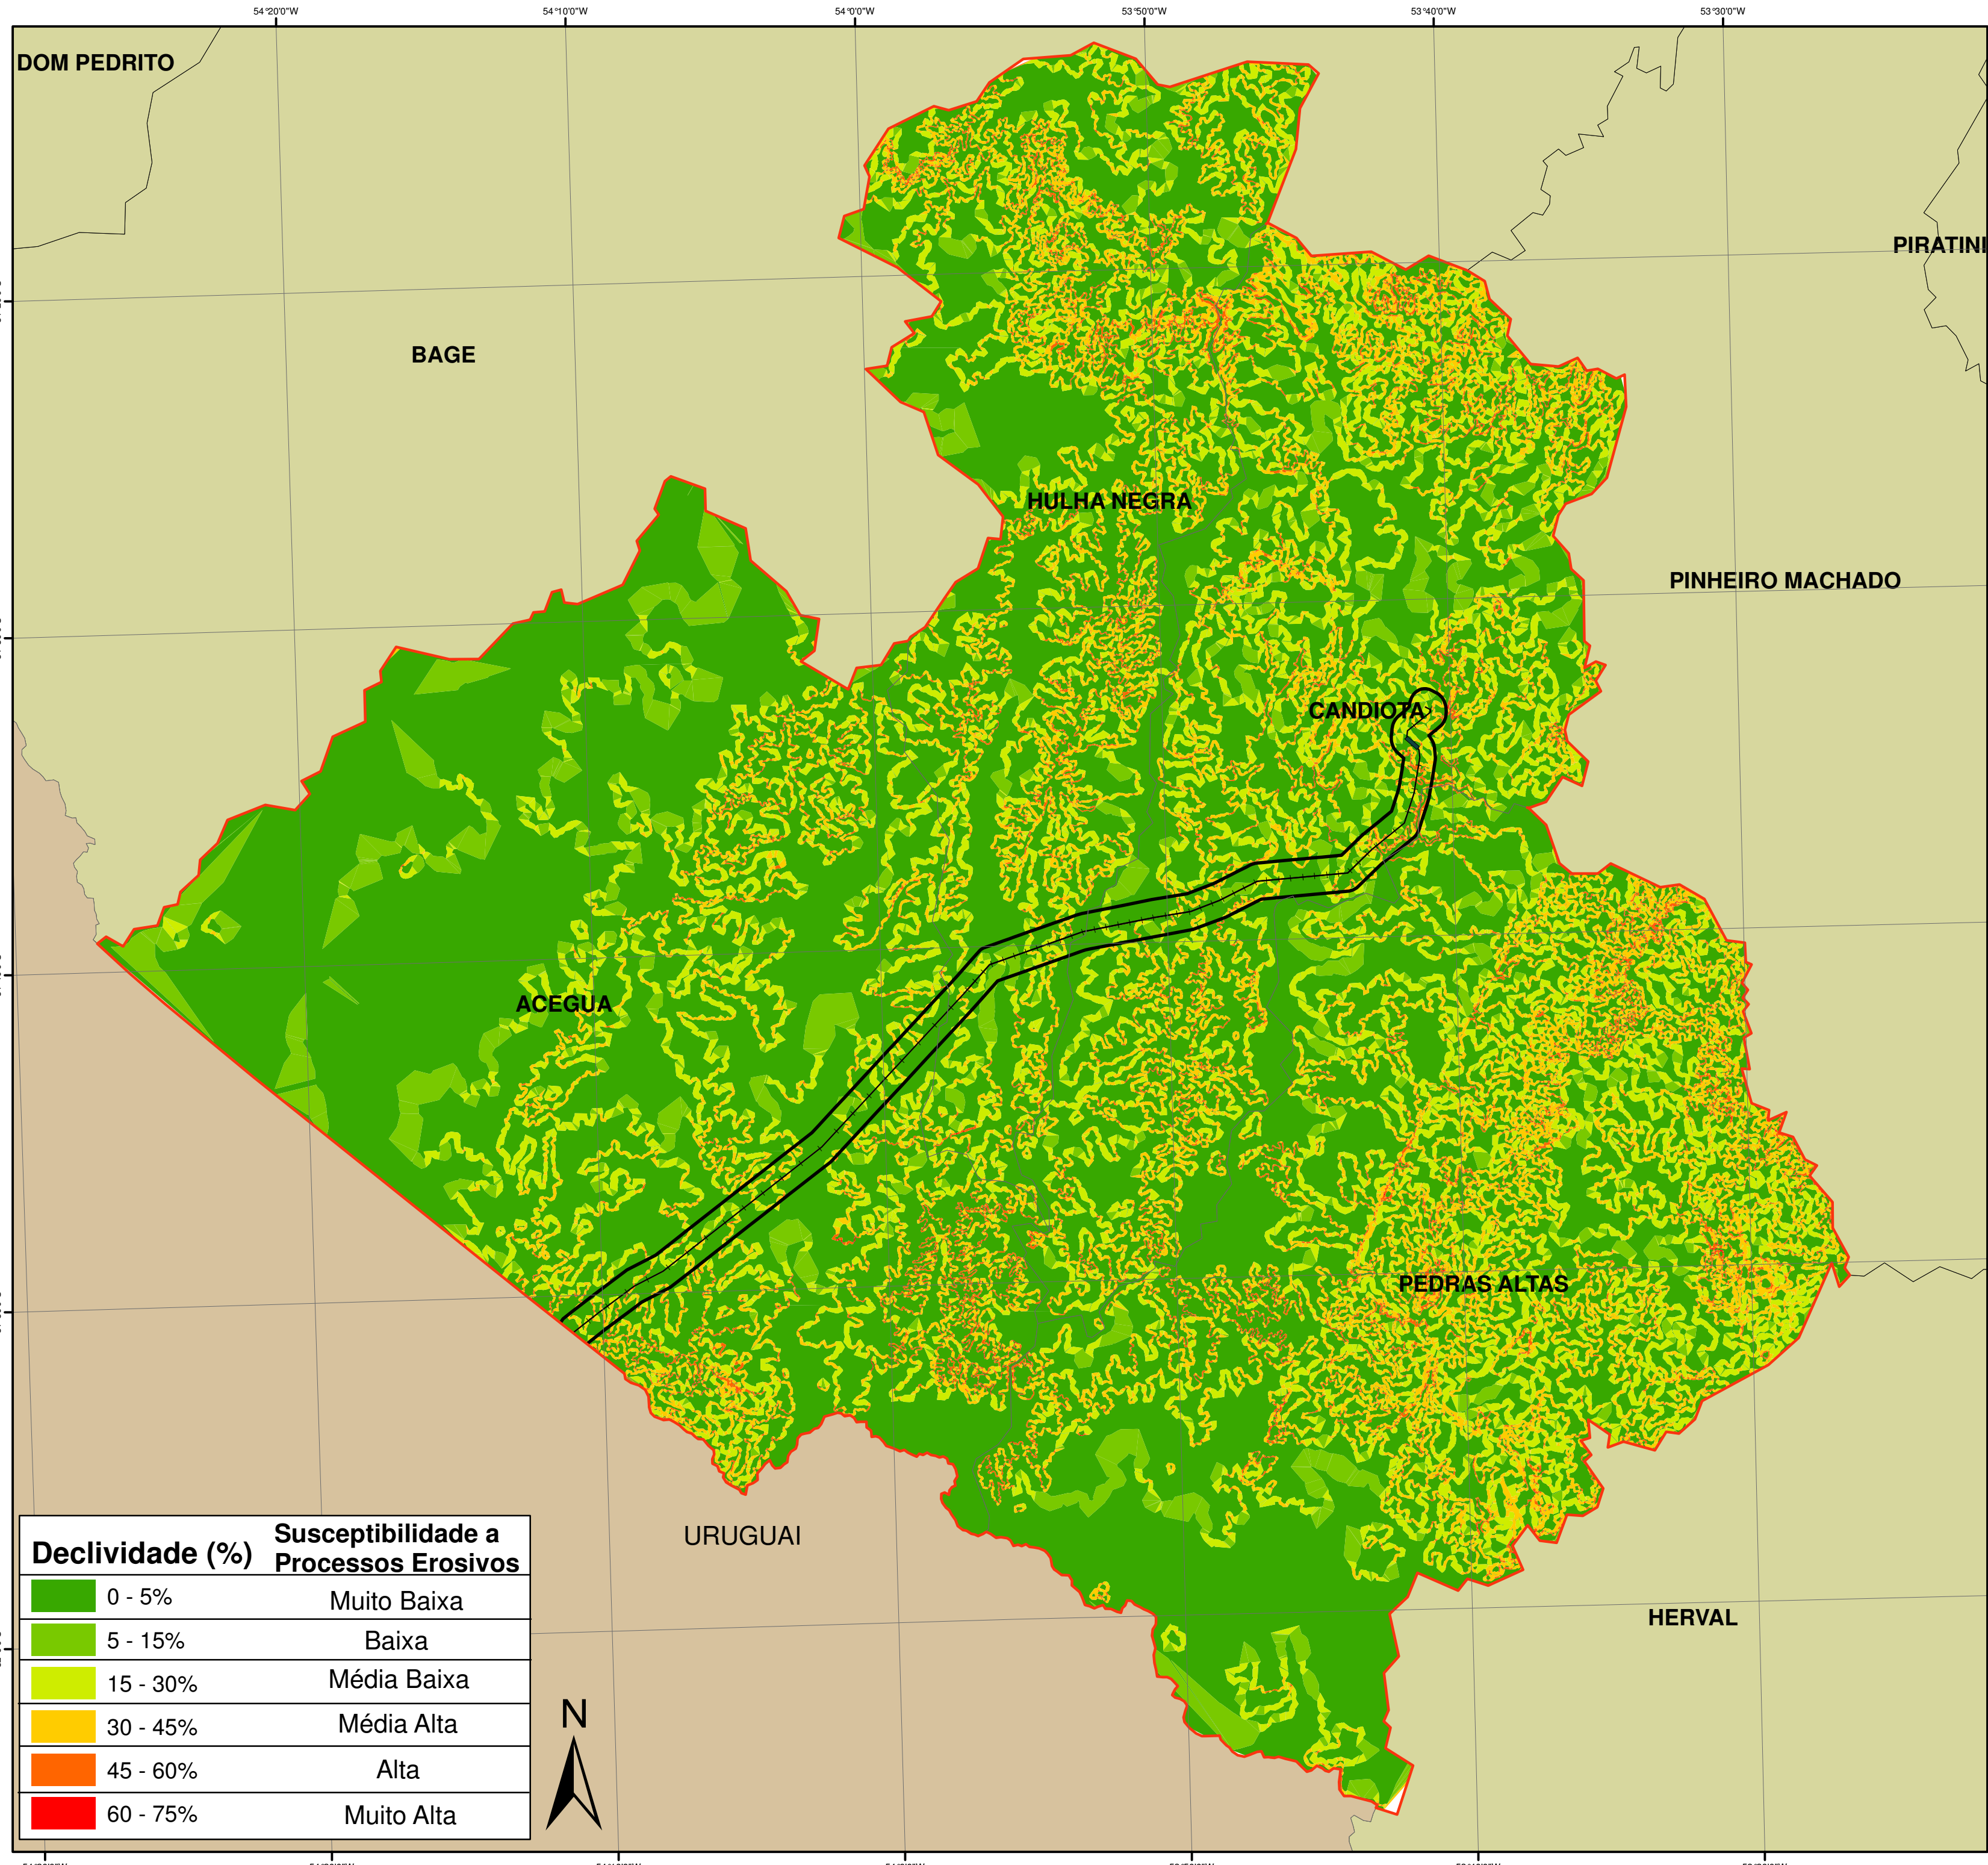 54°20'0"W 54°10'0"W 54°0'0"W 53°50'0"W 53°40'0"W 53°30'0"W
DOM PEDRITO
PIRATINI
BAGE
HULHA NEGRA
PINHEIRO MACHADO
CANDIOTA
ACEGUA
PEDRAS ALTAS
URUGUAI
HERVAL
Declividade (%) Susceptibilidade a
Processos Erosivos
0 - 5% Muito Baixa
5 - 15% Baixa
15 - 30% Média Baixa
30 - 45% Média Alta
45 - 60% Alta
60 - 75% Muito Alta
N